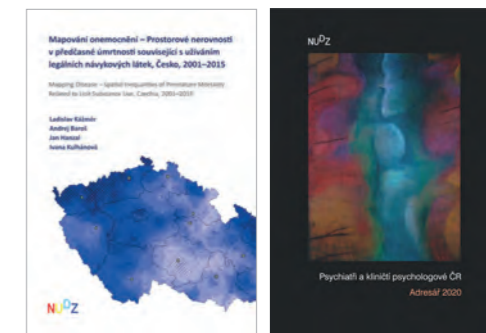 Mapování onemocnění – Prostorové nerovnosti
v předčasné úmrtnosti související s užíváním
legálních návykových látek, Česko, 2001–2015
Mapping Disease – Spatial Inequalities of Premature Mortality
Related to Licit Substance Use, Czechia, 2001–2015
Ladislav Kážmér
Andrej Baroš
Jan Hanzal
Ivana Kulhánová
NUDZ
NUDZ
Psychiatři a kliničtí psychologové ČR
Adresář 2020